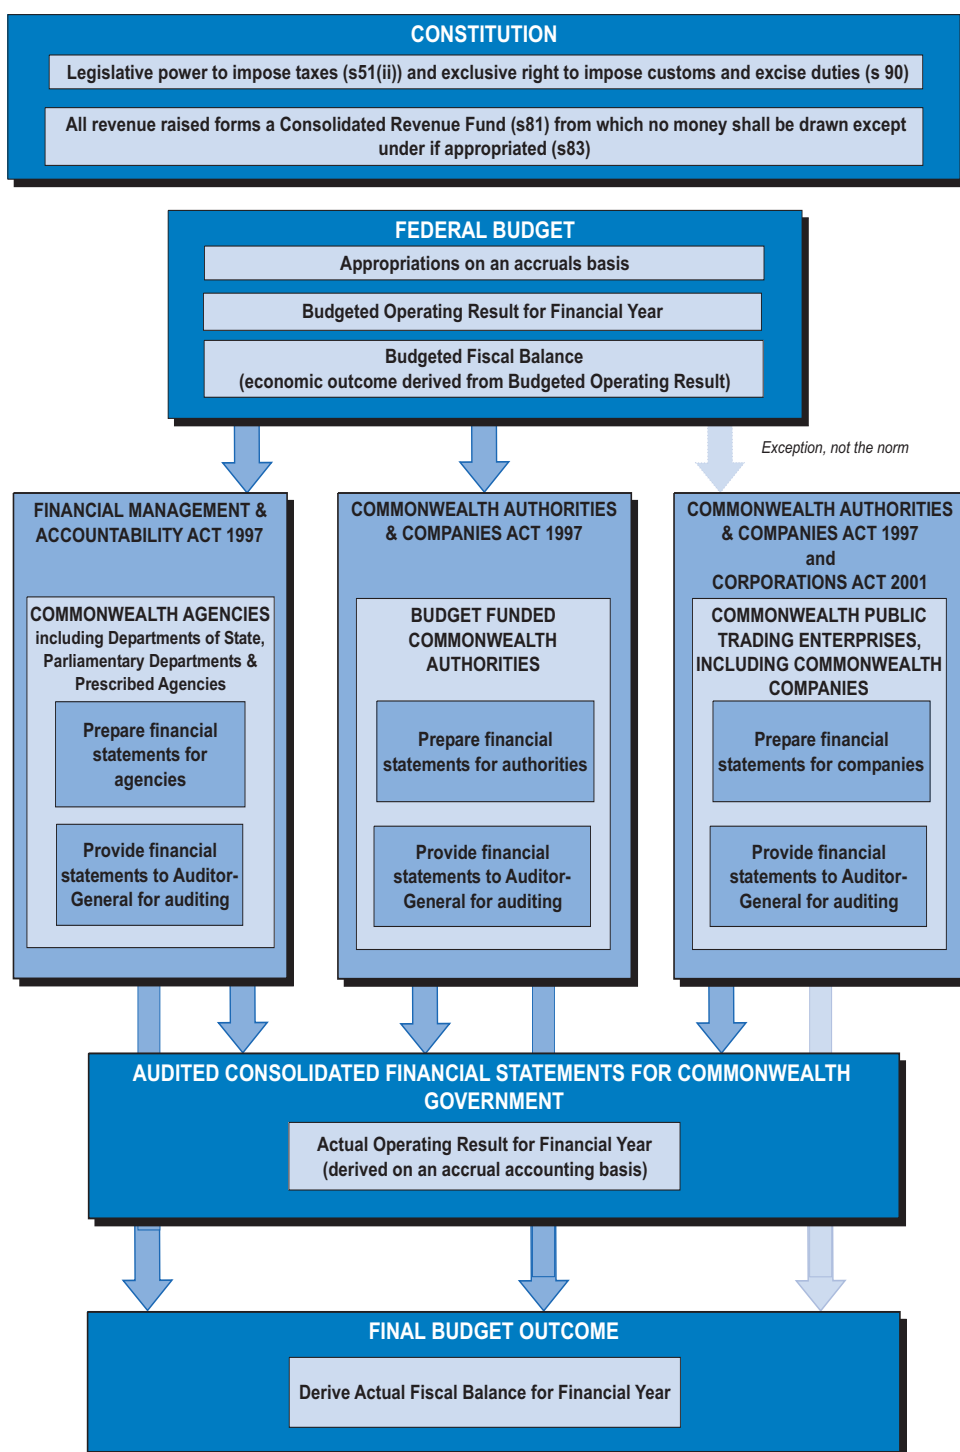 CONSTITUTION
Legislative power to impose taxes (s51(ii)) and exclusive right to impose customs and excise duties (s 90)
All revenue raised forms a Consolidated Revenue Fund (s81) from which no money shall be drawn except
under if appropriated (s83)
FEDERAL BUDGET
Appropriations on an accruals basis
Budgeted Operating Result for Financial Year
Budgeted Fiscal Balance
(economic outcome derived from Budgeted Operating Result)
Exception, not the norm
FINANCIAL MANAGEMENT &
ACCOUNTABILITY ACT 1997
COMMONWEALTH AGENCIES
including Departments of State,
Parliamentary Departments &
Prescribed Agencies
Prepare financial
statements for
agencies
Provide financial
statements to Auditor-
General for auditing
COMMONWEALTH AUTHORITIES
& COMPANIES ACT 1997
BUDGET FUNDED
COMMONWEALTH
AUTHORITIES
Prepare financial
statements for authorities
Provide financial
statements to Auditor-
General for auditing
COMMONWEALTH AUTHORITIES
& COMPANIES ACT 1997
and
CORPORATIONS ACT 2001
COMMONWEALTH PUBLIC
TRADING ENTERPRISES,
INCLUDING COMMONWEALTH
COMPANIES
Prepare financial
statements for companies
Provide financial
statements to Auditor-
General for auditing
AUDITED CONSOLIDATED FINANCIAL STATEMENTS FOR COMMONWEALTH
GOVERNMENT
Actual Operating Result for Financial Year
(derived on an accrual accounting basis)
FINAL BUDGET OUTCOME
Derive Actual Fiscal Balance for Financial Year